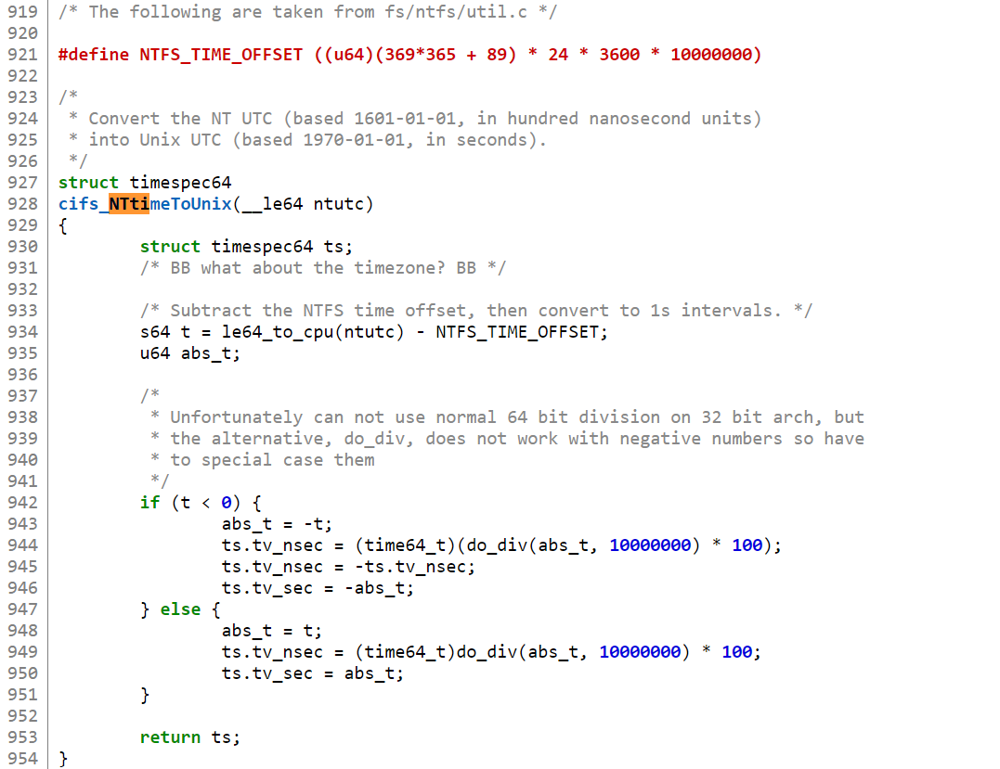 919 /* The following are taken from fs/ntfs/util.c */
920
921 #define NTFS_TIME_OFFSET ((u64)(369*365 + 89) * 24 * 3600 * 10000000)
922
923 /*
924  * Convert the NT UTC (based 1601-01-01, in hundred nanosecond units)
925  * into Unix UTC (based 1970-01-01, in seconds).
926  */
927 struct timespec64
928 cifs_NTtimeToUnix(__le64 ntutc)
929 {
930         struct timespec64 ts;
931         /* BB what about the timezone? BB */
932
933         /* Subtract the NTFS time offset, then convert to 1s intervals. */
934         s64 t = le64_to_cpu(ntutc) - NTFS_TIME_OFFSET;
935         u64 abs_t;
936
937         /*
938          * Unfortunately can not use normal 64 bit division on 32 bit arch, but
939          * the alternative, do_div, does not work with negative numbers so have
940          * to special case them
941          */
942         if (t < 0) {
943                 abs_t = -t;
944                 ts.tv_nsec = (time64_t)(do_div(abs_t, 10000000) * 100);
945                 ts.tv_nsec = -ts.tv_nsec;
946                 ts.tv_sec = -abs_t;
947         } else {
948                 abs_t = t;
949                 ts.tv_nsec = (time64_t)do_div(abs_t, 10000000) * 100;
950                 ts.tv_sec = abs_t;
951         }
952
953         return ts;
954 }